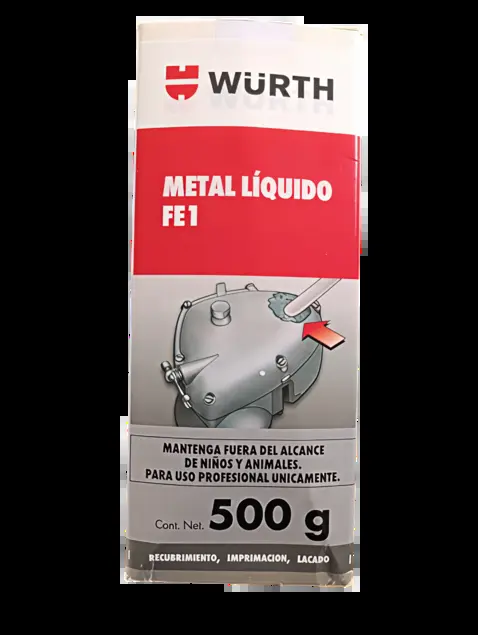 WÜRTH
METAL LÍQUIDO
FE1
MANTENGA FUERA DEL ALCANCE
DE NIÑOS Y ANIMALES.
PARA USO PROFESIONAL UNICAMENTE.
Cont. Net. 500 g
RECUBRIMIENTO, IMPRIMACION, LACADO